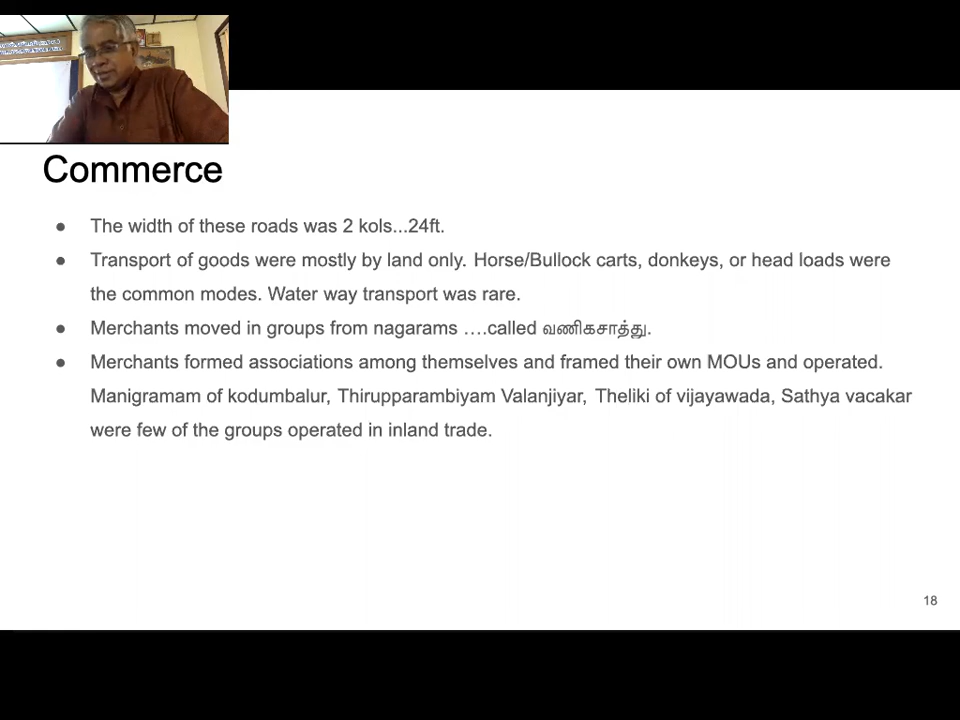 Commerce
● The width of these roads was 2 kols...24ft.
● Transport of goods were mostly by land only. Horse/Bullock carts, donkeys, or head loads were
the common modes. Water way transport was rare.
● Merchants moved in groups from nagarams ….called வணிகசாத்து.
● Merchants formed associations among themselves and framed their own MOUs and operated.
Manigramam of kodumbalur, Thirupparambiyam Valanjiyar, Theliki of vijayawada, Sathya vacakar
were few of the groups operated in inland trade.
18